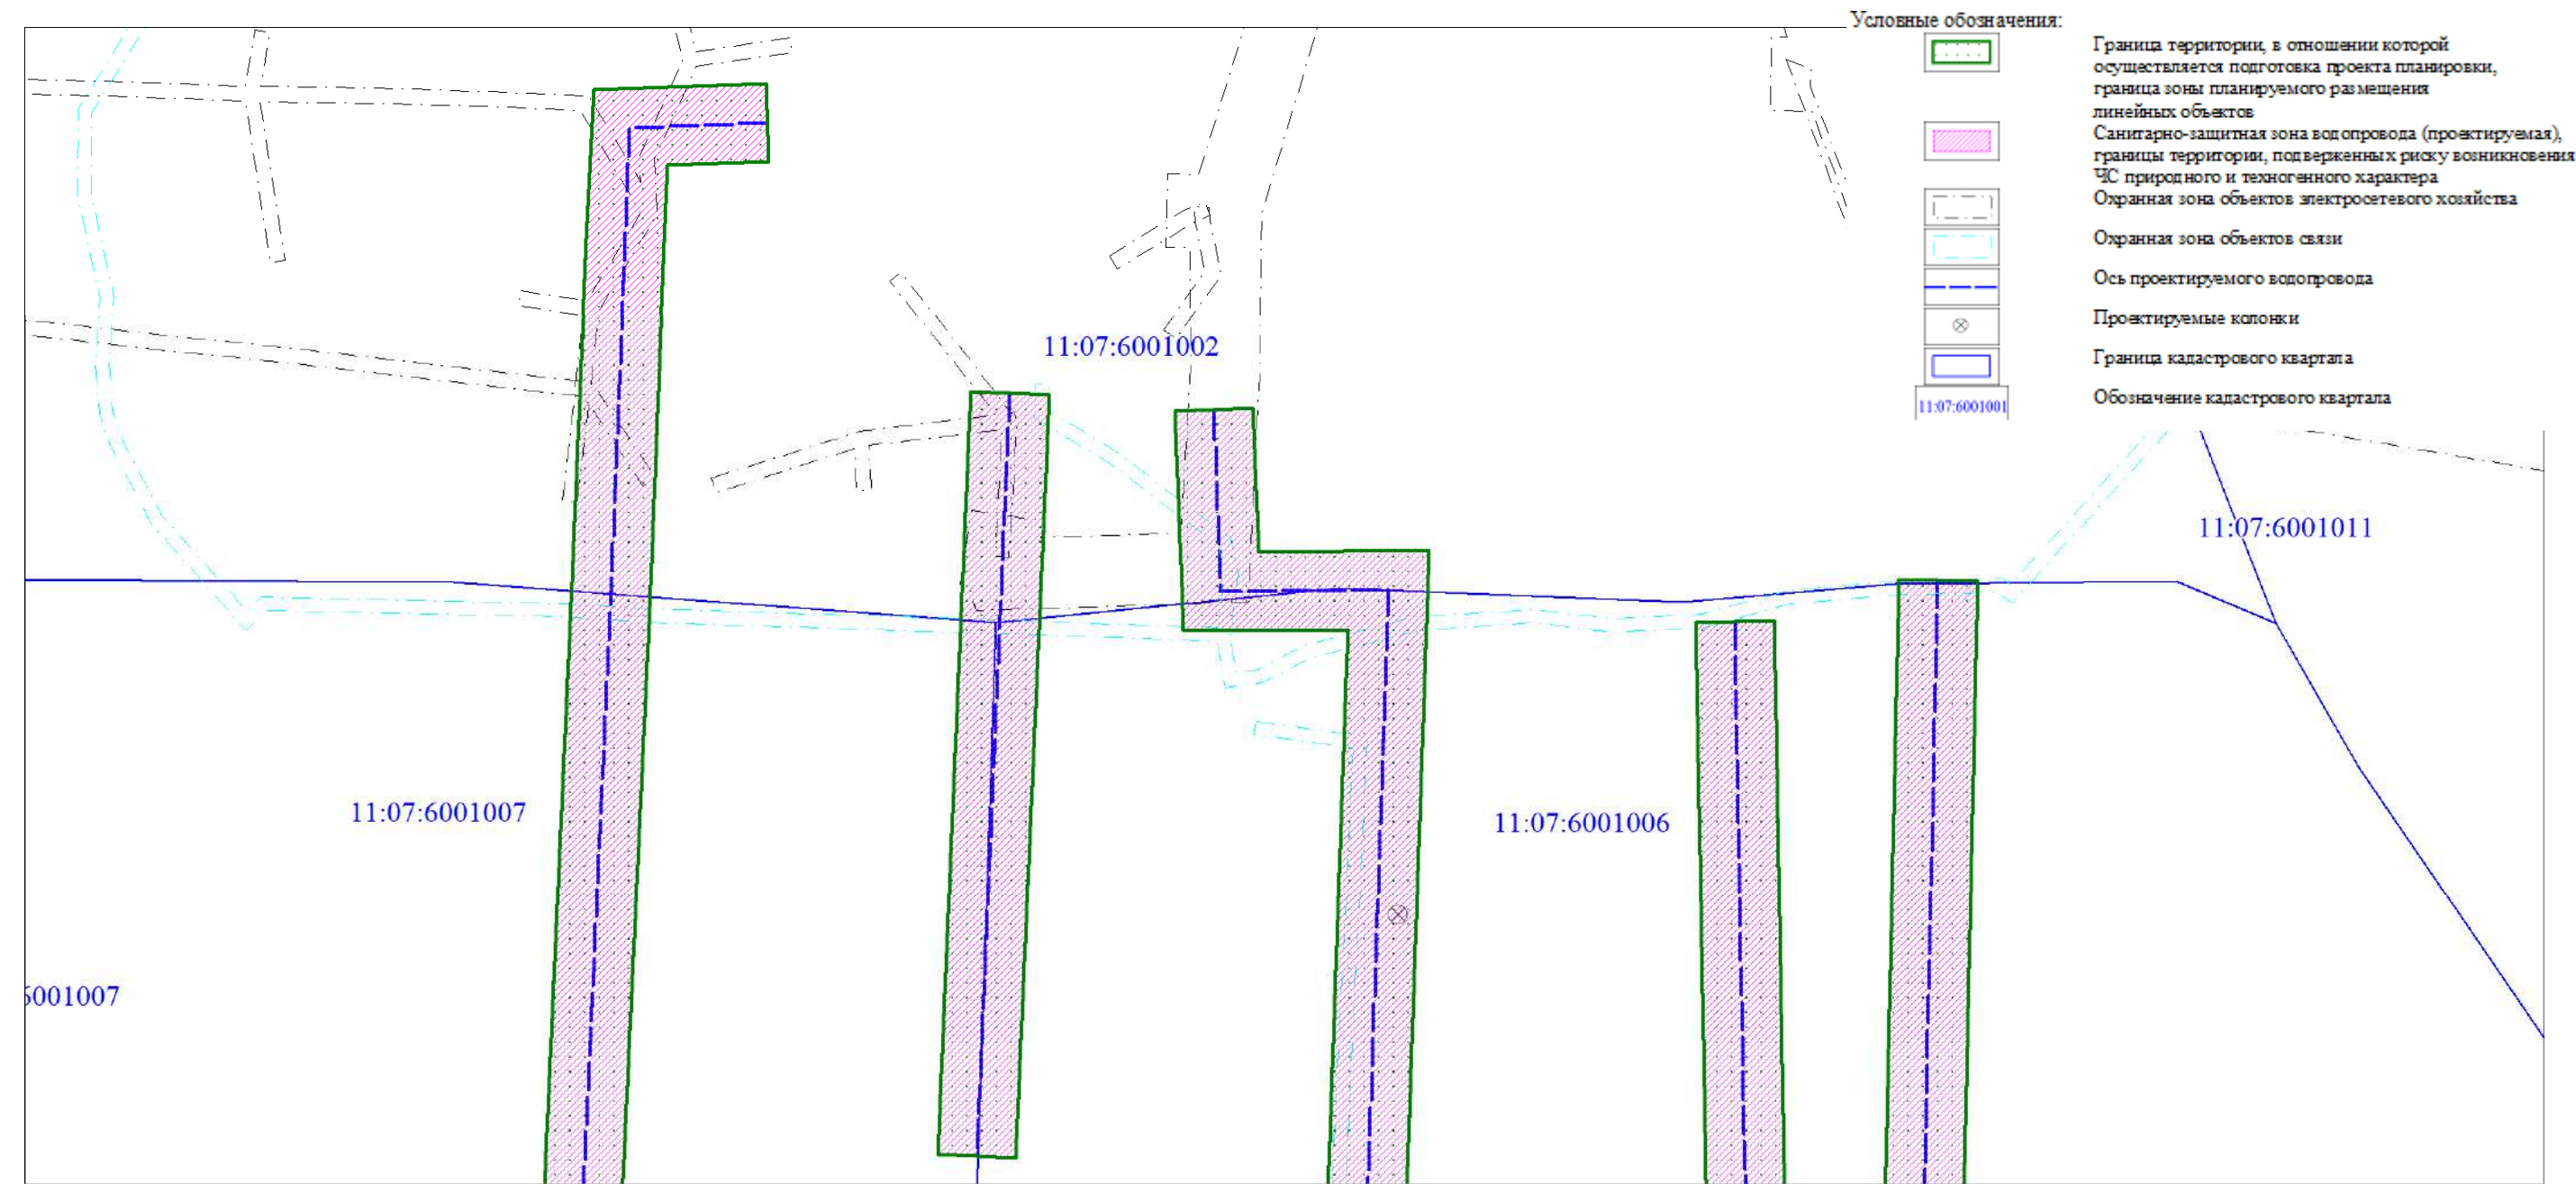 Условные обозначения:
Граница территории, в отношении которой
осуществляется подготовка проекта планировки,
граница зоны планируемого размещения
линейных объектов
Санитарно-защитная зона водопровода (проектируемая),
границы территории, подверженных риску возникновения
ЧС природного и техногенного характера
Охранная зона объектов электросетевого хозяйства
Охранная зона объектов связи
Ось проектируемого водопровода
Проектируемые колонки
Граница кадастрового квартала
11:07:6001001
Обозначение кадастрового квартала
11:07:6001002
11:07:6001011
11:07:6001007
11:07:6001006
6001007